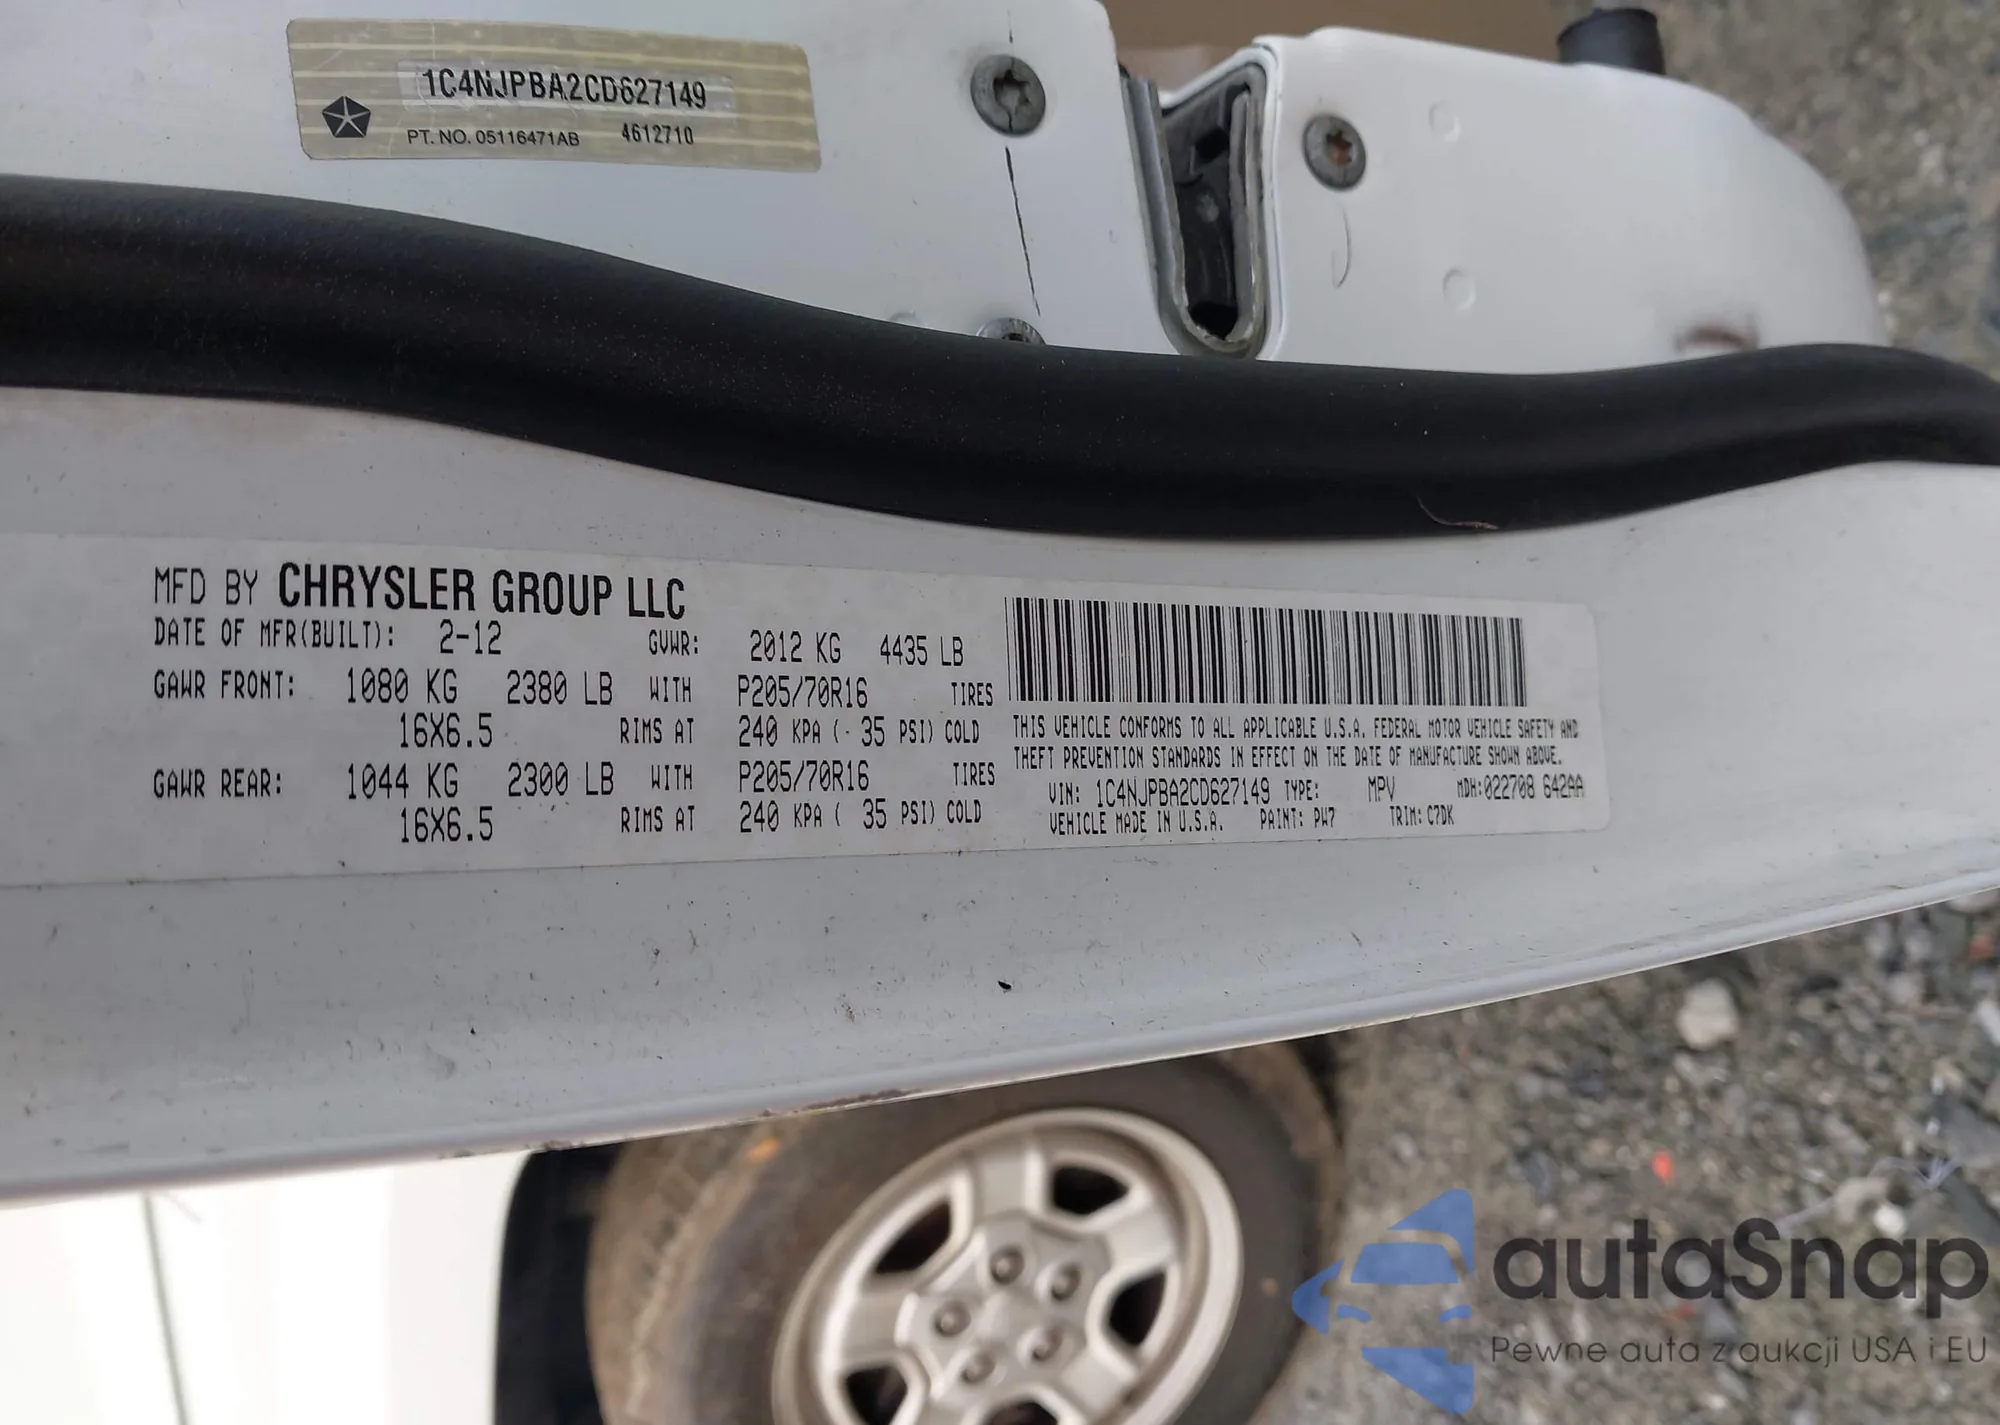 1C4NJPBA2CD627149
PT. NO. 05116471AB 4612710
MFD BY CHRYSLER GROUP LLC
DATE OF MFR(BUILT): 2-12 GVWR: 2012 KG 4435 LB
GAWR FRONT: 1080 KG 2380 LB WITH P205/70R16 TIRES
16X6.5 RIMS AT 240 KPA ( 35 PSI) COLD
GAWR REAR: 1044 KG 2300 LB WITH P205/70R16 TIRES
16X6.5 RIMS AT 240 KPA ( 35 PSI) COLD
THIS VEHICLE CONFORMS TO ALL APPLICABLE U.S.A. FEDERAL MOTOR VEHICLE SAFETY AND
THEFT PREVENTION STANDARDS IN EFFECT ON THE DATE OF MANUFACTURE SHOWN ABOVE.
VIN: 1C4NJPBA2CD627149 TYPE: MPV MDH:022708 642AA
VEHICLE MADE IN U.S.A. PAINT: PW7 TRIM: C7DK
autaSnap
Pewne auta z aukcji USA i EU